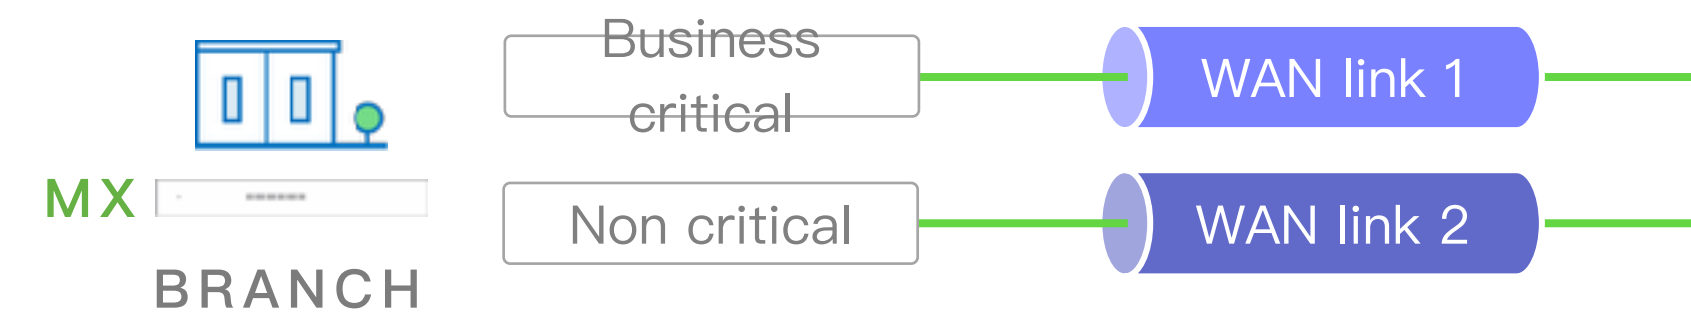 Business
critical
WAN link 1
MX
Non critical
WAN link 2
BRANCH